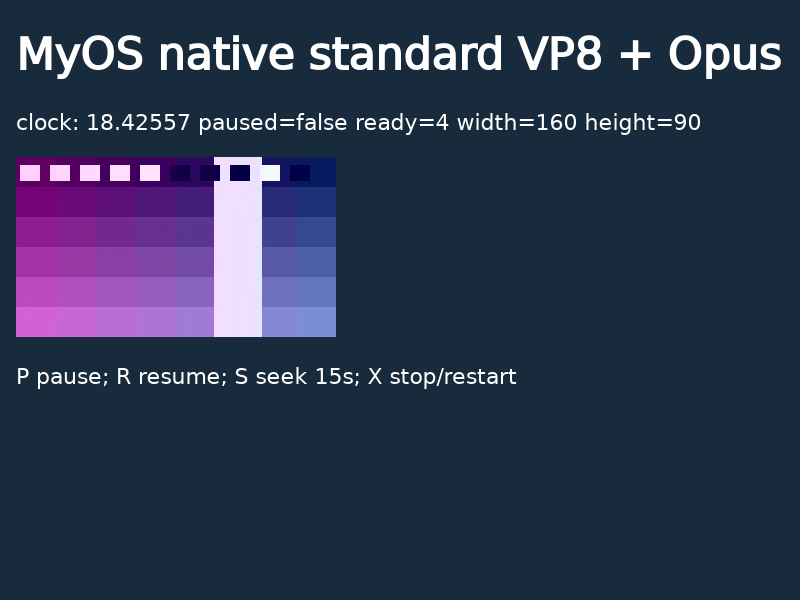 MyOS native standard VP8 + Opus
clock: 18.42557 paused=false ready=4 width=160 height=90
P pause; R resume; S seek 15s; X stop/restart